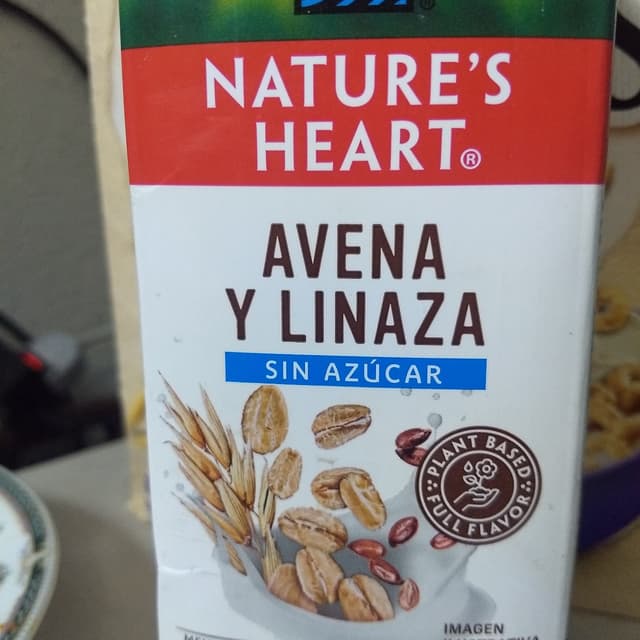 NATURE'S
HEART®
AVENA
Y LINAZA
SIN AZÚCAR
PLANT BASED
FULL FLAVOR
IMAGEN